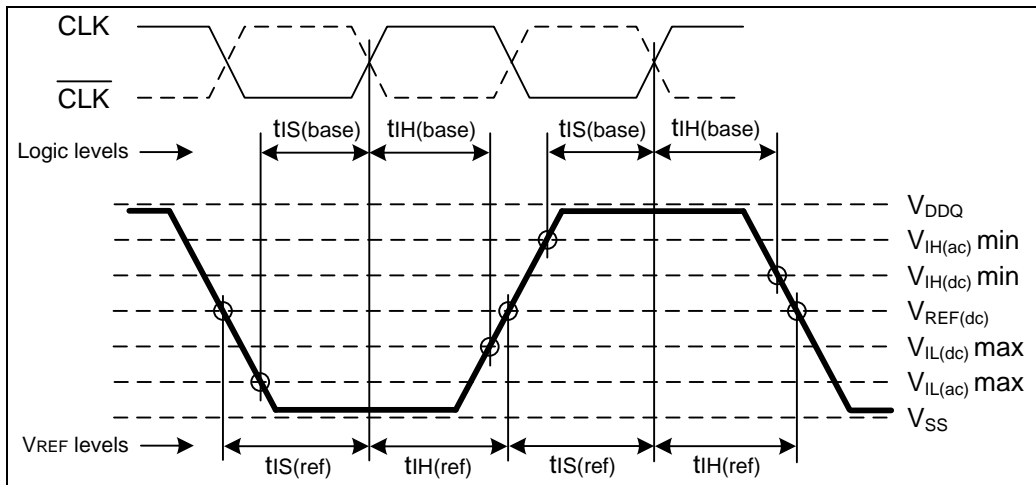 CLK
CLK
tIS(base) tIH(base) tIS(base) tIH(base)
Logic levels
VDDQ
VIH(ac) min
VIH(dc) min
VREF(dc)
VIL(dc) max
VIL(ac) max
VSS
VREF levels
tIS(ref) tIH(ref) tIS(ref) tIH(ref)